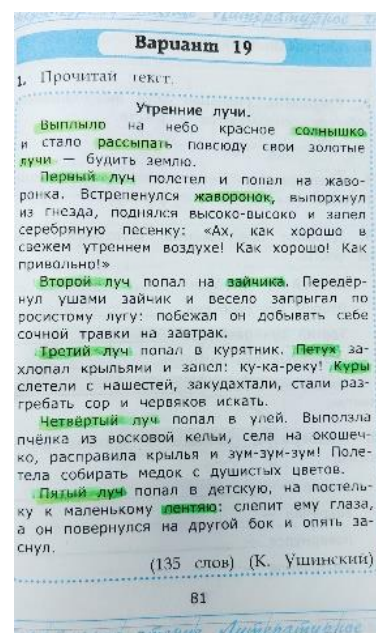 Вариант 19
1. Прочитай текст.
Утренние лучи.
Выплыло на небо красное солнышко
и стало рассыпать повсюду свои золотые
лучи — будить землю.
Первый луч полетел и попал на жаво-
ронка. Встрепенулся жаворонок, выпорхнул
из гнезда, поднялся высоко-высоко и запел
серебряную песенку: «Ах, как хорошо в
свежем утреннем воздухе! Как хорошо! Как
привольно!»
Второй луч попал на зайчика. Передёр-
нул ушами зайчик и весело запрыгал по
росистому лугу: побежал он добывать себе
сочной травки на завтрак.
Третий луч попал в курятник. Петух за-
хлопал крыльями и запел: ку-ка-реку! Куры
слетели с нашестей, закудахтали, стали раз-
гребать сор и червяков искать.
Четвёртый луч попал в улей. Выползла
пчёлка из восковой кельи, села на окошеч-
ко, расправила крылья и зум-зум-зум! Поле-
тела собирать медок с душистых цветов.
Пятый луч попал в детскую, на постель-
ку к маленькому лентяю: слепит ему глаза,
а он повернулся на другой бок и опять за-
снул.
(135 слов) (К. Ушинский)
81